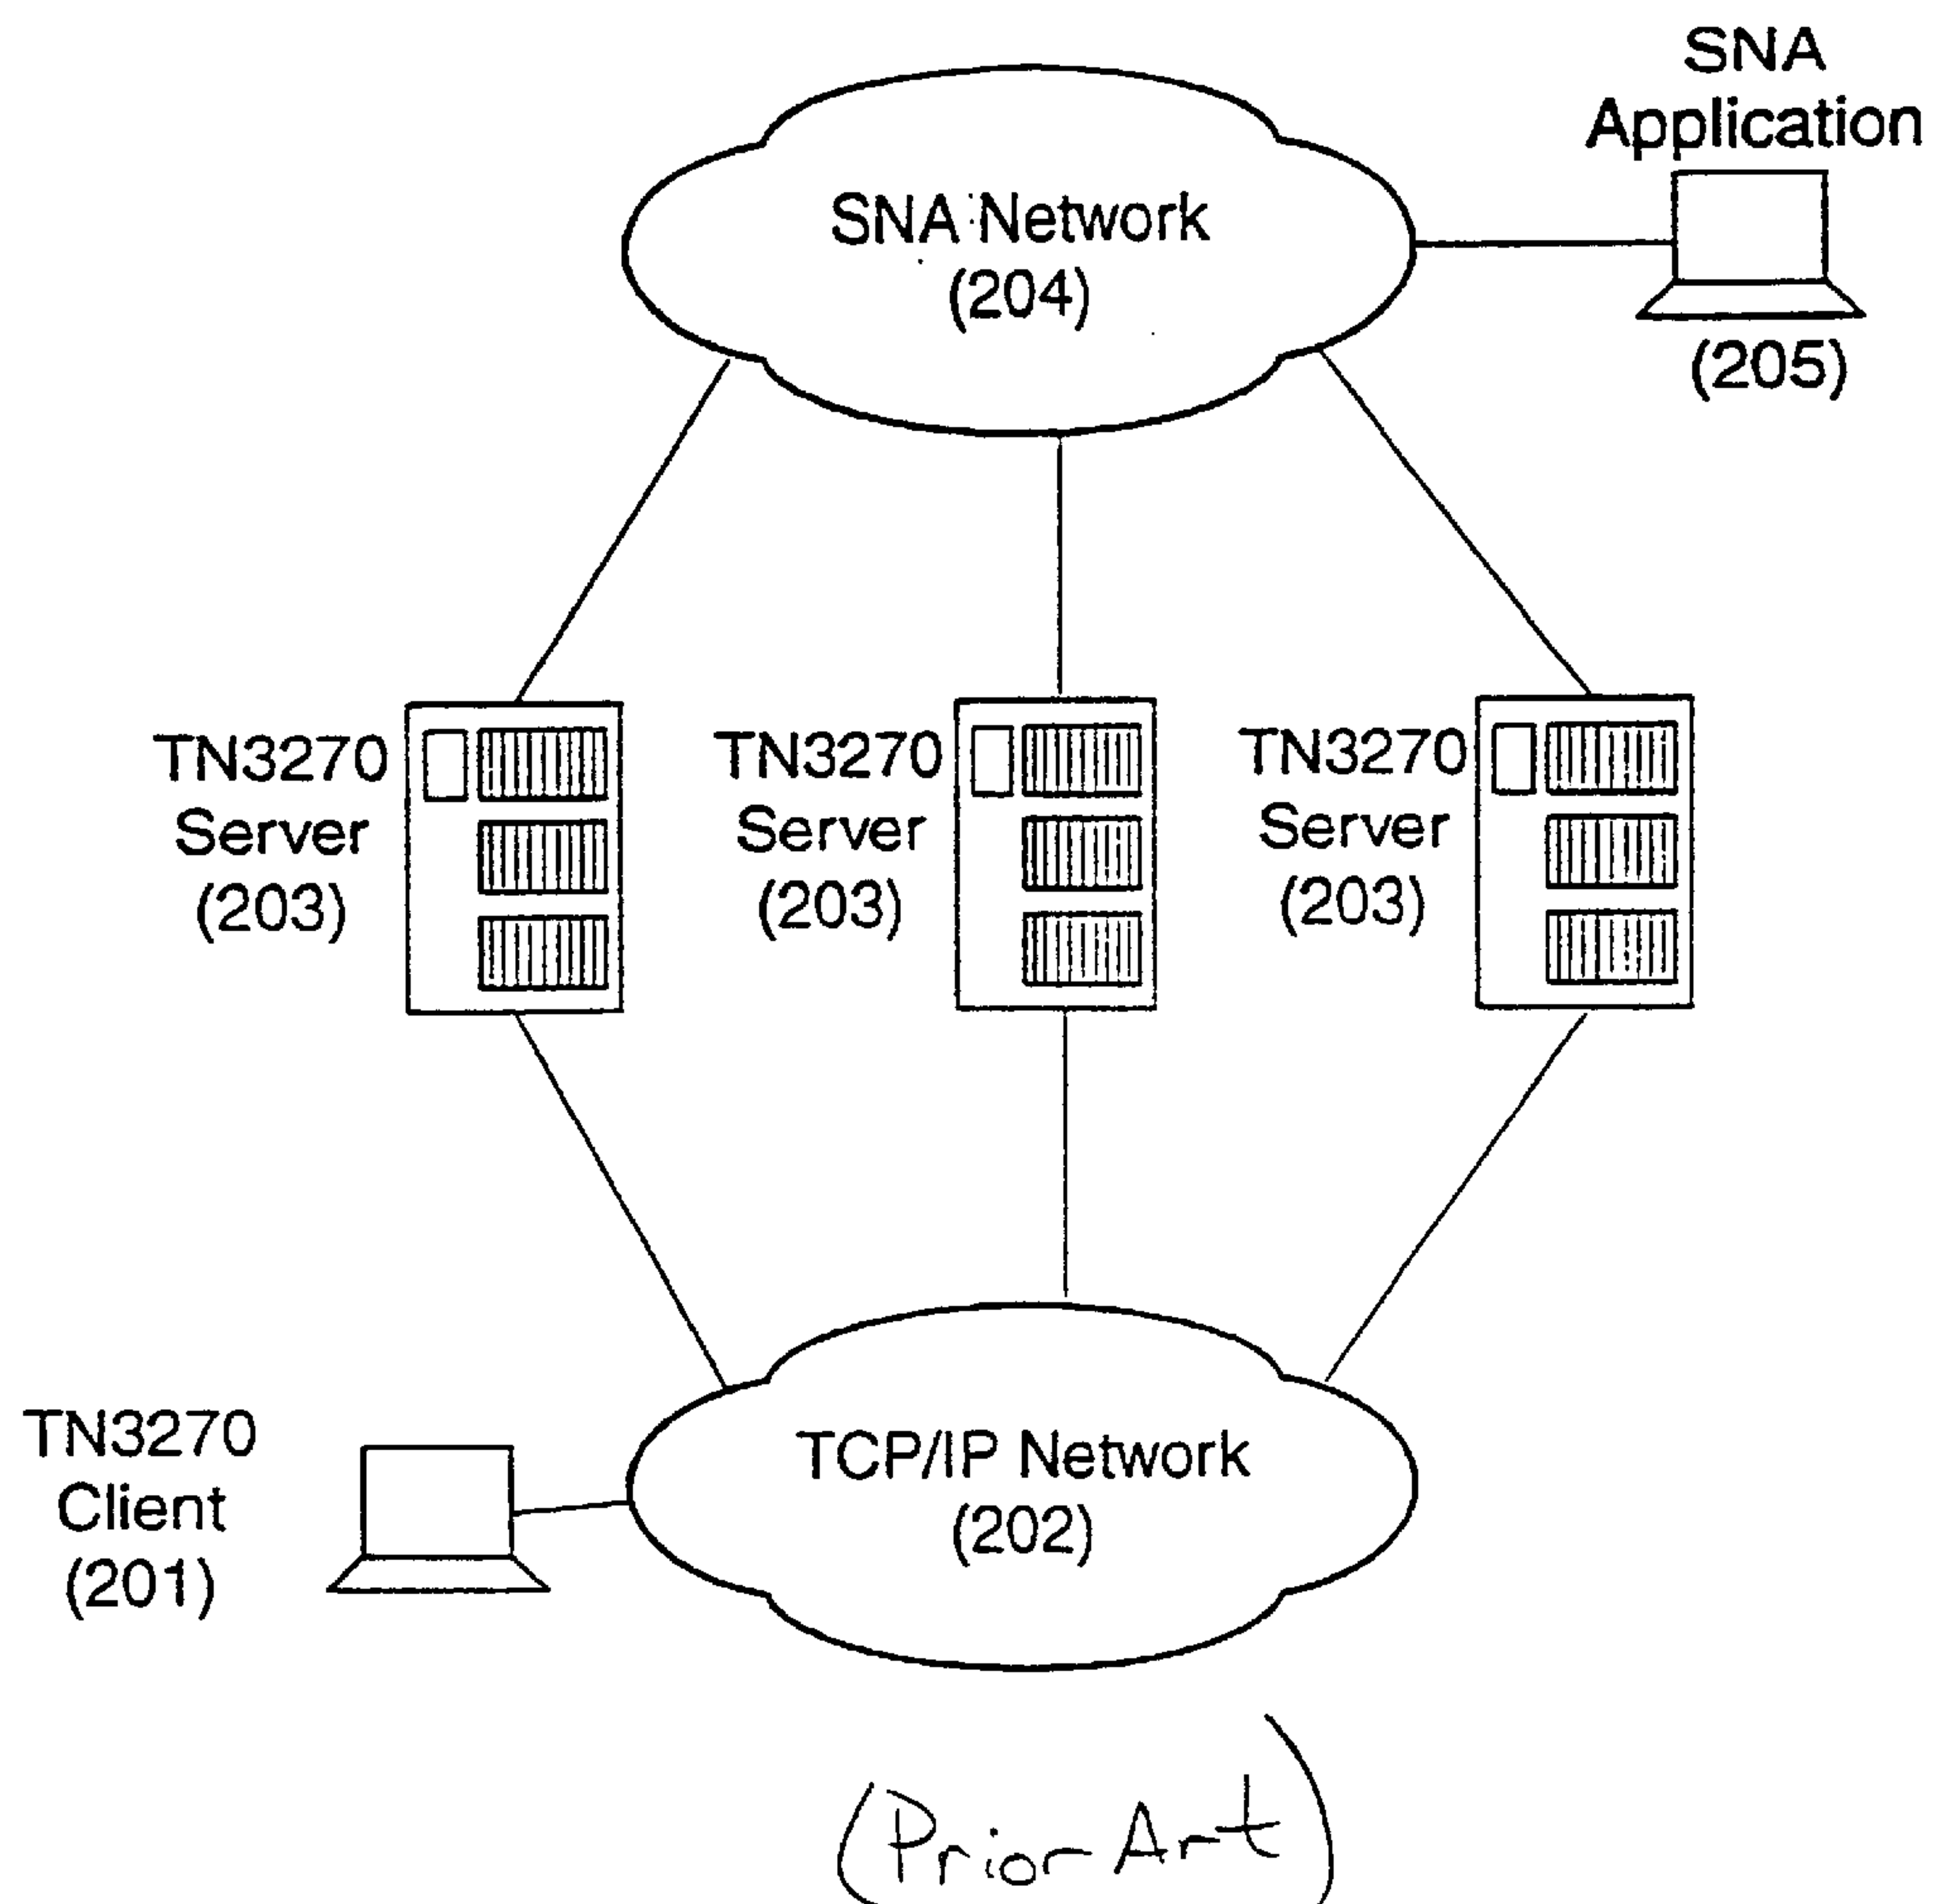 SNA
Application
SNA Network
(204)
(205)
TN3270
Server
(203)
TN3270
Server
(203)
TN3270
Server
(203)
TN3270
Client
(201)
TCP/IP Network
(202)
(Prior Art)